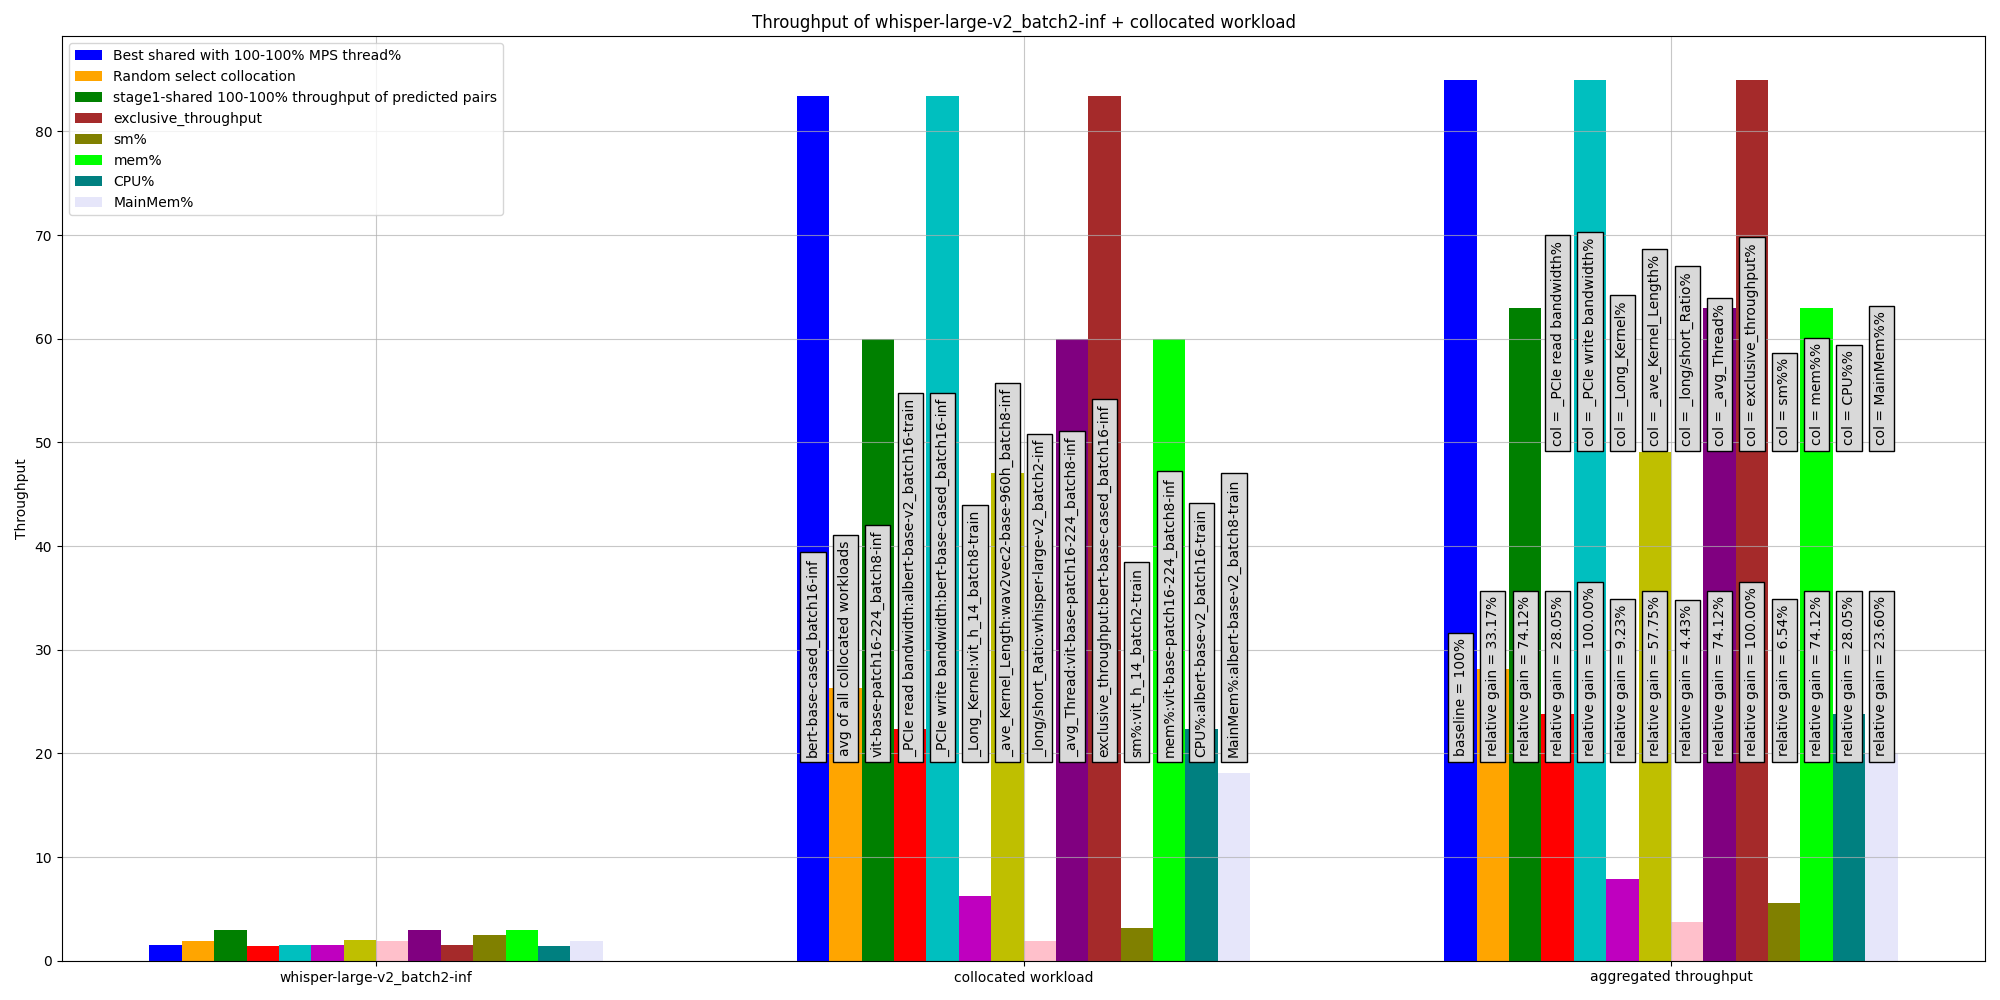 Throughput of whisper-large-v2_batch2-inf + collocated workload
Best shared with 100-100% MPS thread%
Random select collocation
stage1-shared 100-100% throughput of predicted pairs
exclusive_throughput
sm%
mem%
CPU%
MainMem%
Throughput
80
70
60
50
40
30
20
10
0
bert-base-cased_batch16-inf
avg of all collocated workloads
vit-base-patch16-224_batch8-inf
_PCIe read bandwidth:albert-base-v2_batch16-train
_PCIe write bandwidth:bert-base-cased_batch16-inf
_Long_Kernel:vit_h_14_batch8-train
_ave_Kernel_Length:wav2vec2-base-960h_batch8-inf
_long/short_Ratio:whisper-large-v2_batch2-inf
_avg_Thread:vit-base-patch16-224_batch8-inf
exclusive_throughput:bert-base-cased_batch16-inf
sm%:vit_h_14_batch2-train
mem%:vit-base-patch16-224_batch8-inf
CPU%:albert-base-v2_batch16-train
MainMem%:albert-base-v2_batch8-train
col = _PCIe read bandwidth%
col = _PCIe write bandwidth%
col = _Long_Kernel%
col = _ave_Kernel_Length%
col = _long/short_Ratio%
col = _avg_Thread%
col = exclusive_throughput%
col = sm%%
col = mem%%
col = CPU%%
col = MainMem%%
baseline = 100%
relative gain = 33.17%
relative gain = 74.12%
relative gain = 28.05%
relative gain = 100.00%
relative gain = 9.23%
relative gain = 57.75%
relative gain = 4.43%
relative gain = 74.12%
relative gain = 100.00%
relative gain = 6.54%
relative gain = 74.12%
relative gain = 28.05%
relative gain = 23.60%
whisper-large-v2_batch2-inf
collocated workload
aggregated throughput